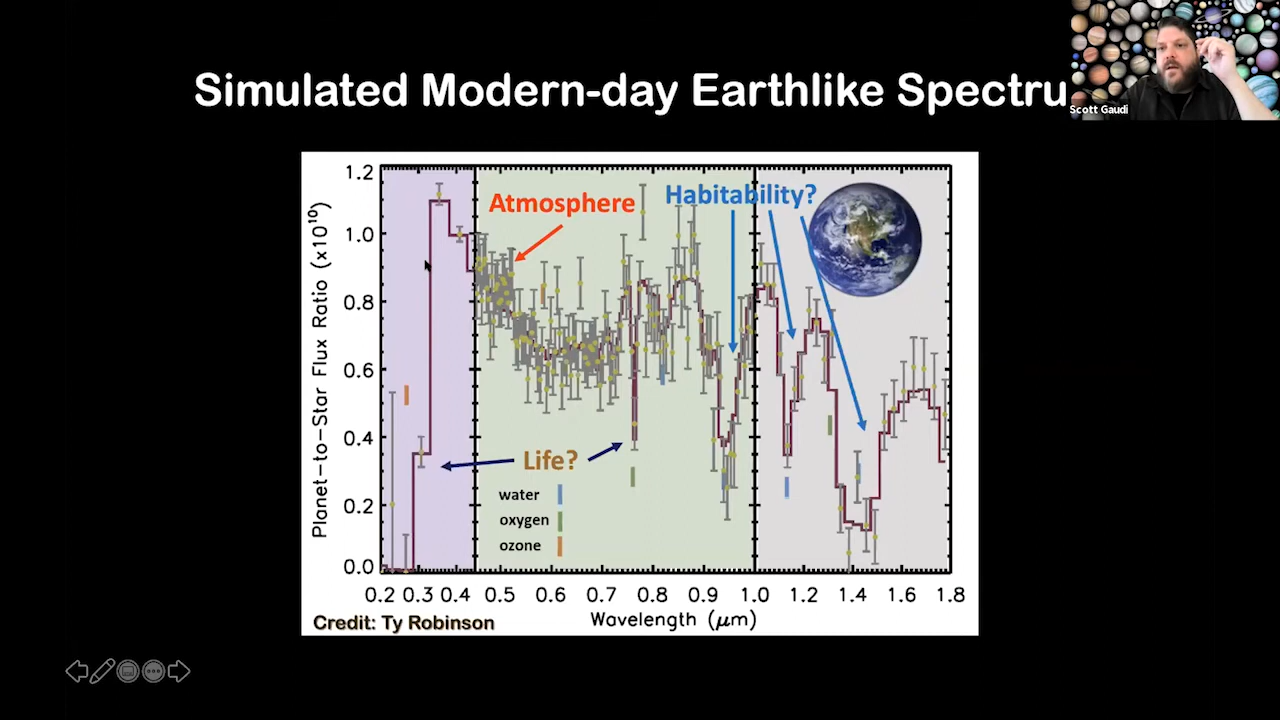 Simulated Modern-day Earthlike Spectru
Scott Gaudi
Planet-to-Star Flux Ratio (x10¹⁰)
1.2
1.0
0.8
0.6
0.4
0.2
0.0
Atmosphere
Habitability?
Life?
water
oxygen
ozone
0.2 0.3 0.4 0.5 0.6 0.7 0.8 0.9 1.0 1.2 1.4 1.6 1.8
Wavelength (μm)
Credit: Ty Robinson